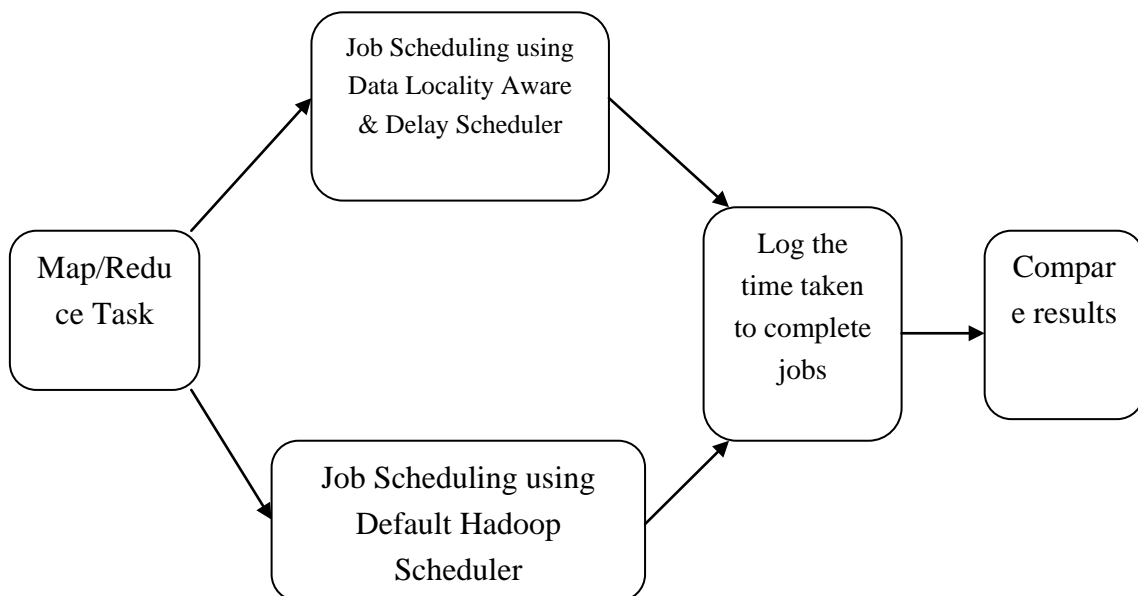 Job Scheduling using
Data Locality Aware
& Delay Scheduler
Map/Redu
ce Task
Log the
time taken
to complete
jobs
Compar
e results
Job Scheduling using
Default Hadoop
Scheduler